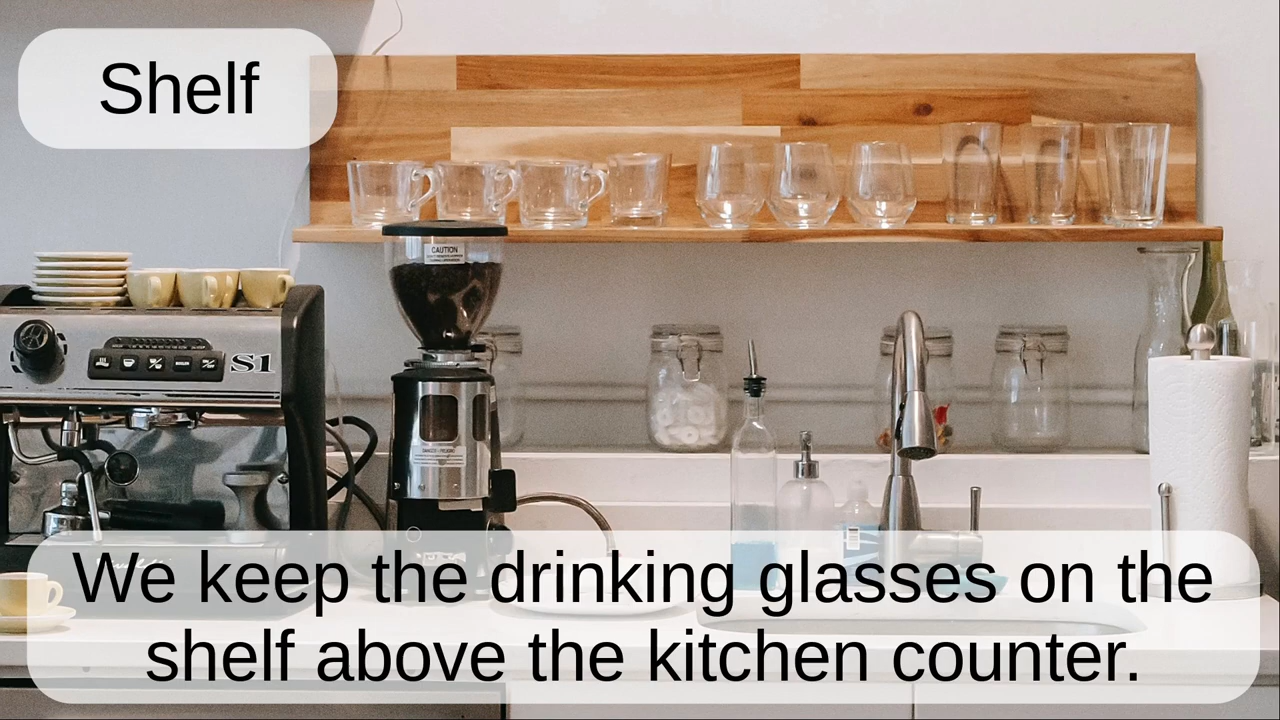 Shelf
CAUTION
S1
We keep the drinking glasses on the
shelf above the kitchen counter.